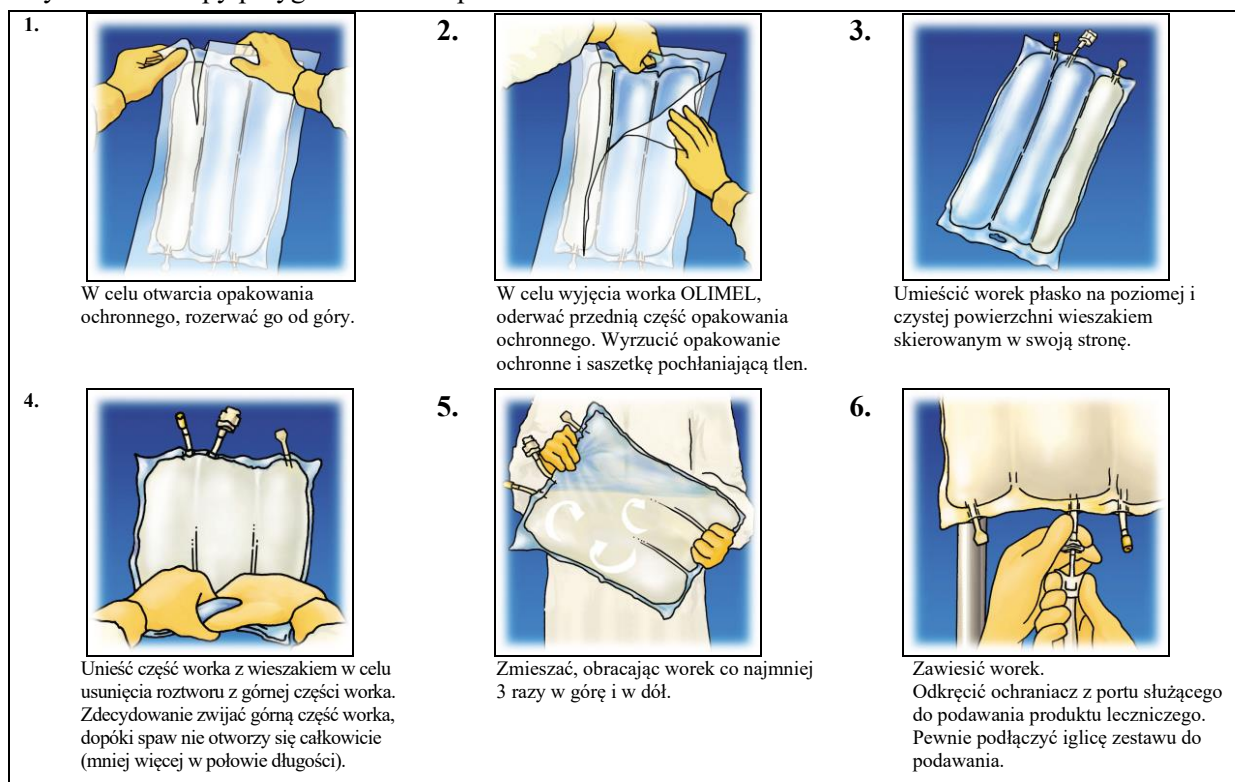 1.
W celu otwarcia opakowania
ochronnego, rozerwać go od góry.
2.
W celu wyjęcia worka OLIMEL,
oderwać przednią część opakowania
ochronnego. Wyrzucić opakowanie
ochronne i saszetkę pochłaniającą tlen.
3.
Umieścić worek płasko na poziomej i
czystej powierzchni wieszakiem
skierowanym w swoją stronę.
4.
Unieść część worka z wieszakiem w celu
usunięcia roztworu z górnej części worka.
Zdecydowanie zwijać górną część worka,
dopóki spaw nie otworzy się całkowicie
(mniej więcej w połowie długości).
5.
Zmieszać, obracając worek co najmniej
3 razy w górę i w dół.
6.
Zawiesić worek.
Odkręcić ochraniacz z portu służącego
do podawania produktu leczniczego.
Pewnie podłączyć iglicę zestawu do
podawania.